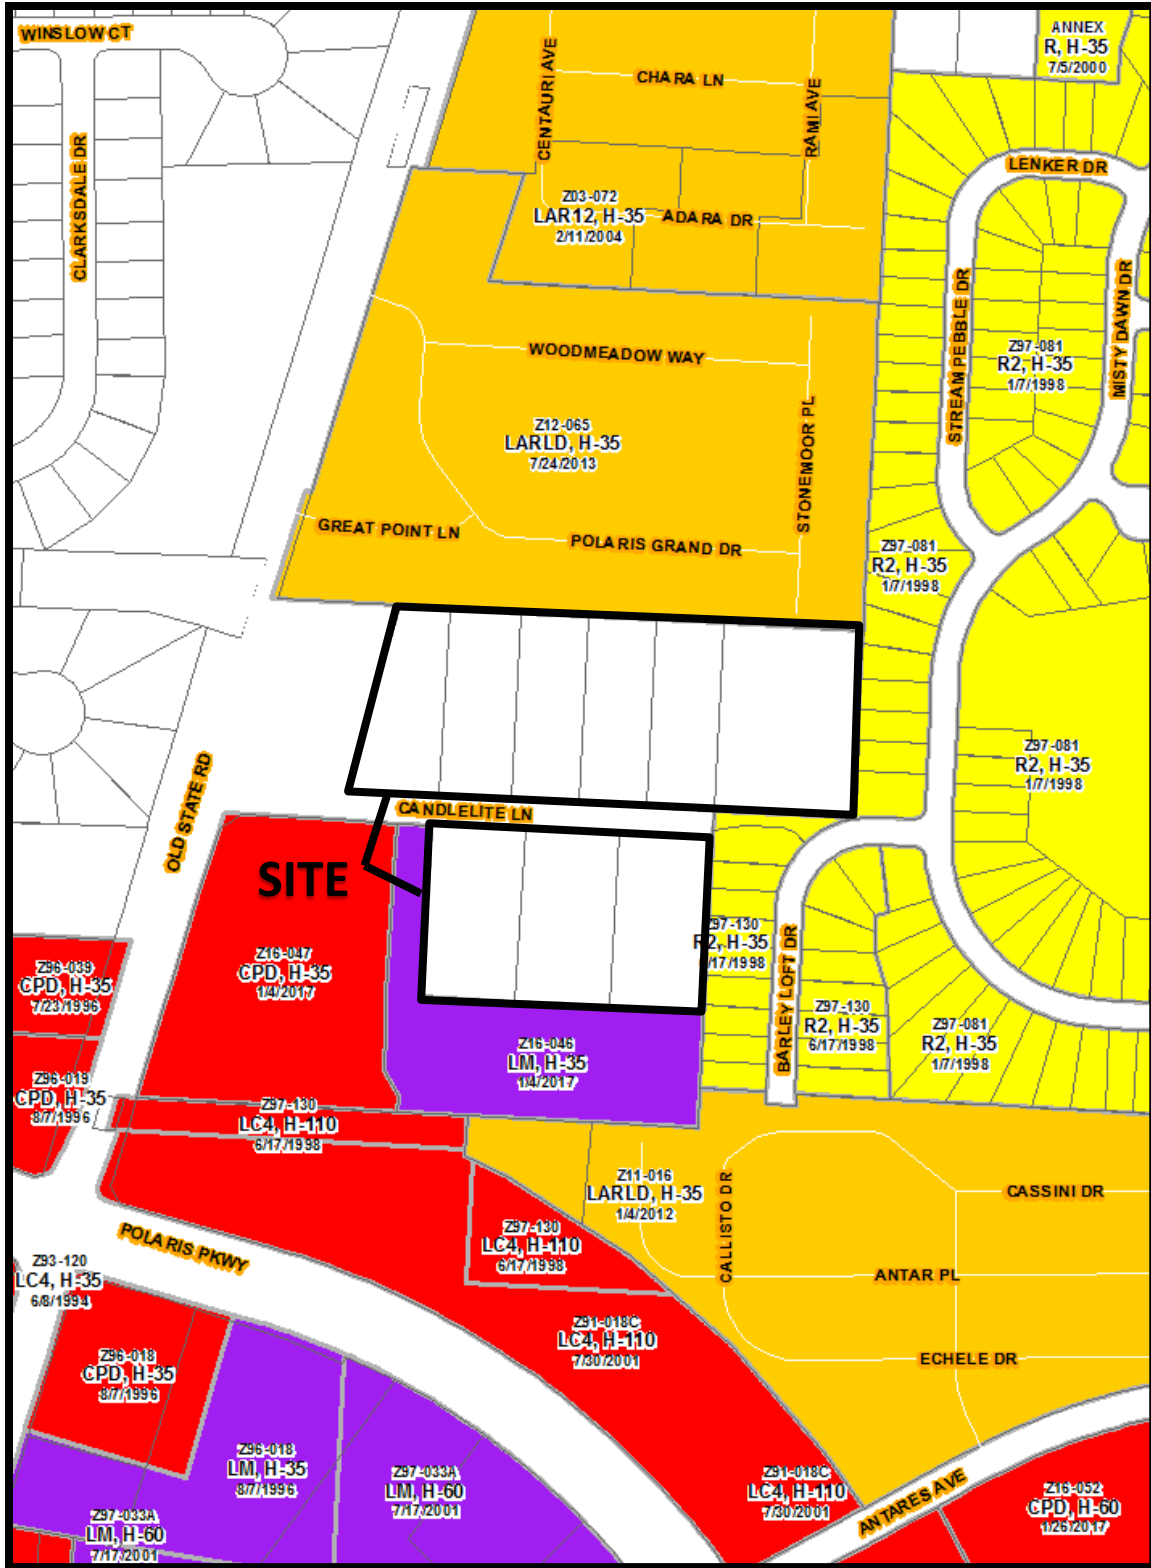 WINSLOW CT
ANNEX
R, H-35
7/5/2000
CENTAURI AVE
CHARA LN
RAMI AVE
CLARKSDALE DR
LENKER DR
Z03-072
LAR12, H-35
2/11/2004
ADARA DR
STREAM PEBBLE DR
MISTY DAWN DR
WOODMEADOW WAY
Z97-081
R2, H-35
1/7/1998
STONEMOOR PL
Z12-065
LARLD, H-35
7/24/2013
GREAT POINT LN
POLARIS GRAND DR
Z97-081
R2, H-35
1/7/1998
Z97-081
R2, H-35
1/7/1998
OLD STATE RD
CANDLELITE LN
SITE
Z97-130
R2, H-35
/17/1998
BARLEY LOFT DR
Z16-047
CPD, H-35
1/4/2017
Z96-039
CPD, H-35
7/23/1996
Z97-130
R2, H-35
6/17/1998
Z97-081
R2, H-35
1/7/1998
Z16-046
LM, H-35
1/4/2017
Z96-019
CPD, H-35
8/7/1996
Z97-130
LC4, H-110
6/17/1998
Z11-016
LARLD, H-35
1/4/2012
CALLISTO DR
CASSINI DR
POLARIS PKWY
Z97-130
LC4, H-110
6/17/1998
Z93-120
LC4, H-35
6/8/1994
ANTAR PL
Z91-018C
LC4, H-110
7/30/2001
ECHELE DR
Z96-018
CPD, H-35
8/7/1996
Z96-018
LM, H-35
8/7/1996
Z97-033A
LM, H-60
7/17/2001
Z91-018C
LC4, H-110
7/30/2001
ANTARES AVE
Z16-052
CPD, H-60
1/26/2017
Z97-033A
LM, H-60
7/17/2001